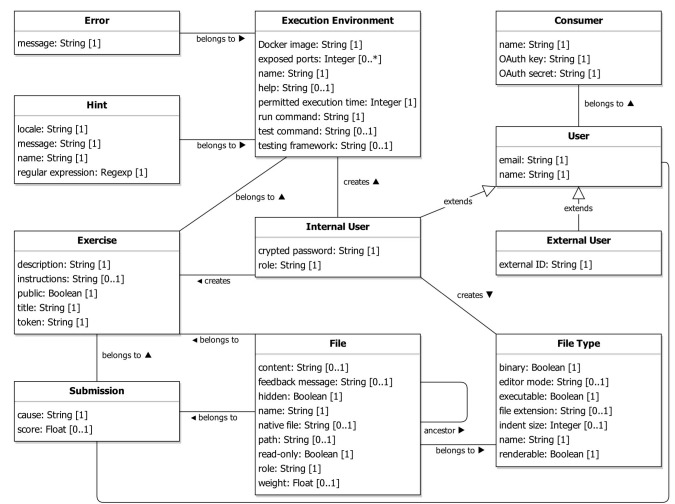 Error
message: String [1]
belongs to ▶
Execution Environment
Docker image: String [1]
exposed ports: Integer [0..*]
name: String [1]
help: String [0..1]
permitted execution time: Integer [1]
run command: String [1]
test command: String [0..1]
testing framework: String [0..1]
Consumer
name: String [1]
OAuth key: String [1]
OAuth secret: String [1]
belongs to ▲
Hint
locale: String [1]
message: String [1]
name: String [1]
regular expression: Regexp [1]
belongs to ▶
User
email: String [1]
name: String [1]
belongs to ▲
creates ▲
extends
extends
Exercise
description: String [1]
instructions: String [0..1]
public: Boolean [1]
title: String [1]
token: String [1]
Internal User
crypted password: String [1]
role: String [1]
External User
external ID: String [1]
◄ creates
creates ▼
◄ belongs to
belongs to ▲
File
content: String [0..1]
feedback message: String [0..1]
hidden: Boolean [1]
name: String [1]
native file: String [0..1]
path: String [0..1]
read-only: Boolean [1]
role: String [1]
weight: Float [0..1]
File Type
binary: Boolean [1]
editor mode: String [0..1]
executable: Boolean [1]
file extension: String [0..1]
indent size: Integer [0..1]
name: String [1]
renderable: Boolean [1]
Submission
cause: String [1]
score: Float [0..1]
◄ belongs to
ancestor ▶
belongs to ▶